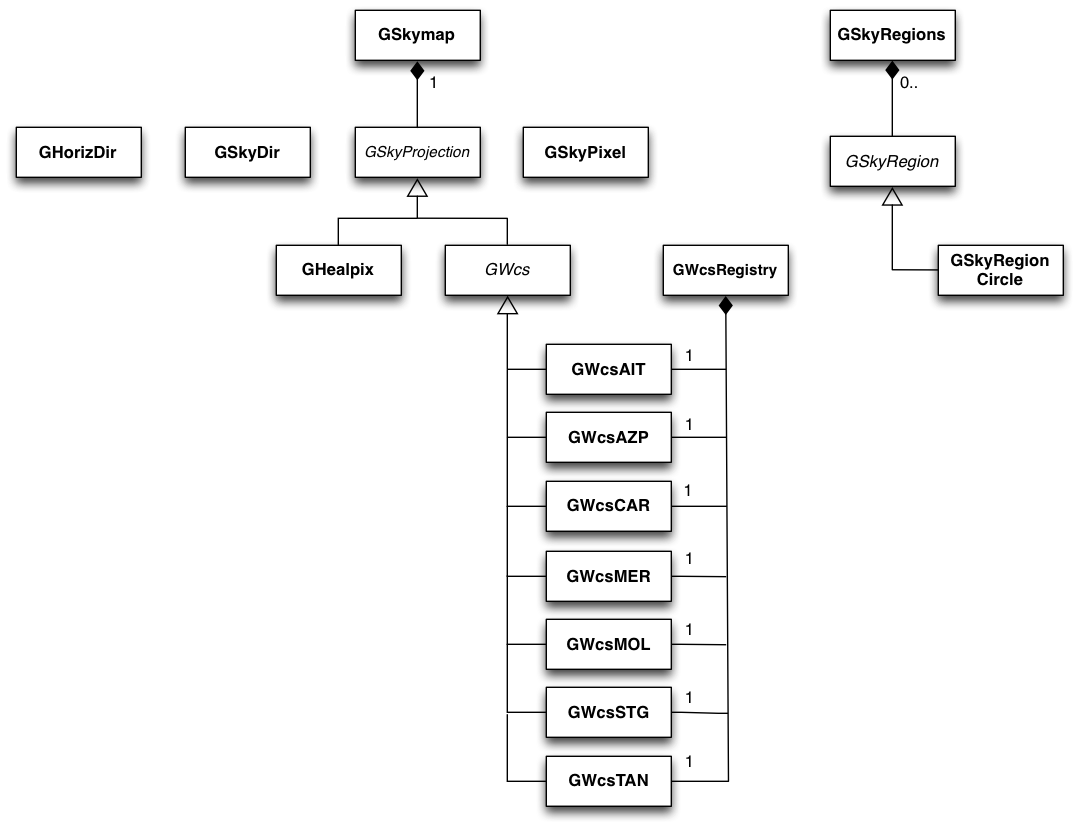 GSkymap
GSkyRegions
1
0..
GHorizDir
GSkyDir
GSkyProjection
GSkyPixel
GSkyRegion
GHealpix
GWcs
GWcsRegistry
GSkyRegion
Circle
GWcsAIT
1
GWcsAZP
1
GWcsCAR
1
GWcsMER
1
GWcsMOL
1
GWcsSTG
1
GWcsTAN
1